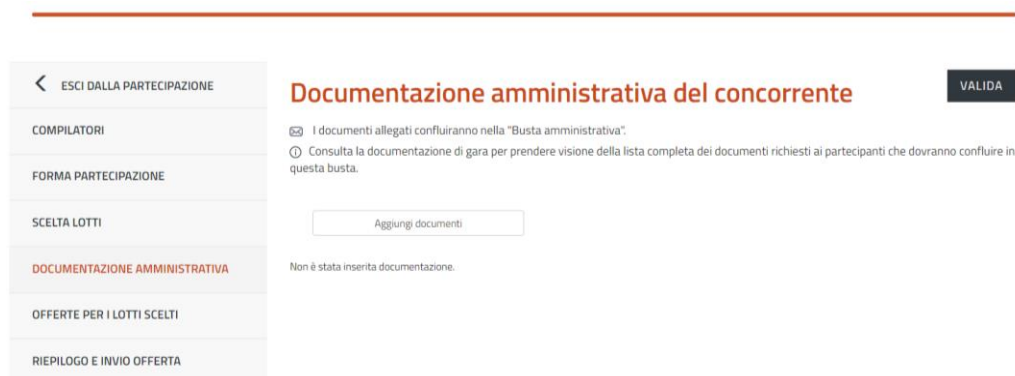 ESCI DALLA PARTECIPAZIONE
COMPILATORI
FORMA PARTECIPAZIONE
SCELTA LOTTI
DOCUMENTAZIONE AMMINISTRATIVA
OFFERTE PER I LOTTI SCELTI
RIEPILOGO E INVIO OFFERTA
Documentazione amministrativa del concorrente
VALIDA
I documenti allegati confluiranno nella "Busta amministrativa".
Consulta la documentazione di gara per prendere visione della lista completa dei documenti richiesti ai partecipanti che dovranno confluire in
questa busta.
Aggiungi documenti
Non è stata inserita documentazione.